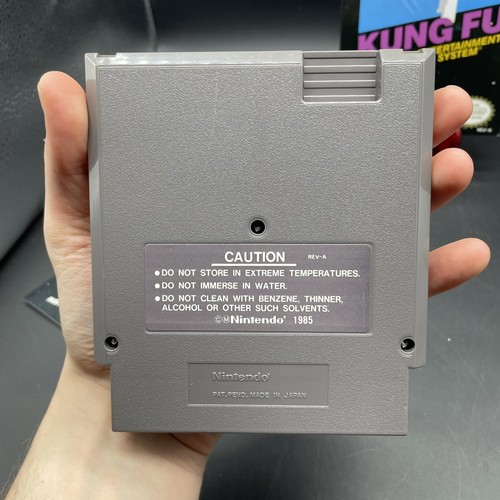 KUNG FU
ENTERTAINMENT
SYSTEM
CAUTION REV-A
• DO NOT STORE IN EXTREME TEMPERATURES.
• DO NOT IMMERSE IN WATER.
• DO NOT CLEAN WITH BENZENE, THINNER,
ALCOHOL OR OTHER SUCH SOLVENTS.
©Ⓜ Nintendo® 1985
Nintendo®
PAT. PEND. MADE IN JAPAN